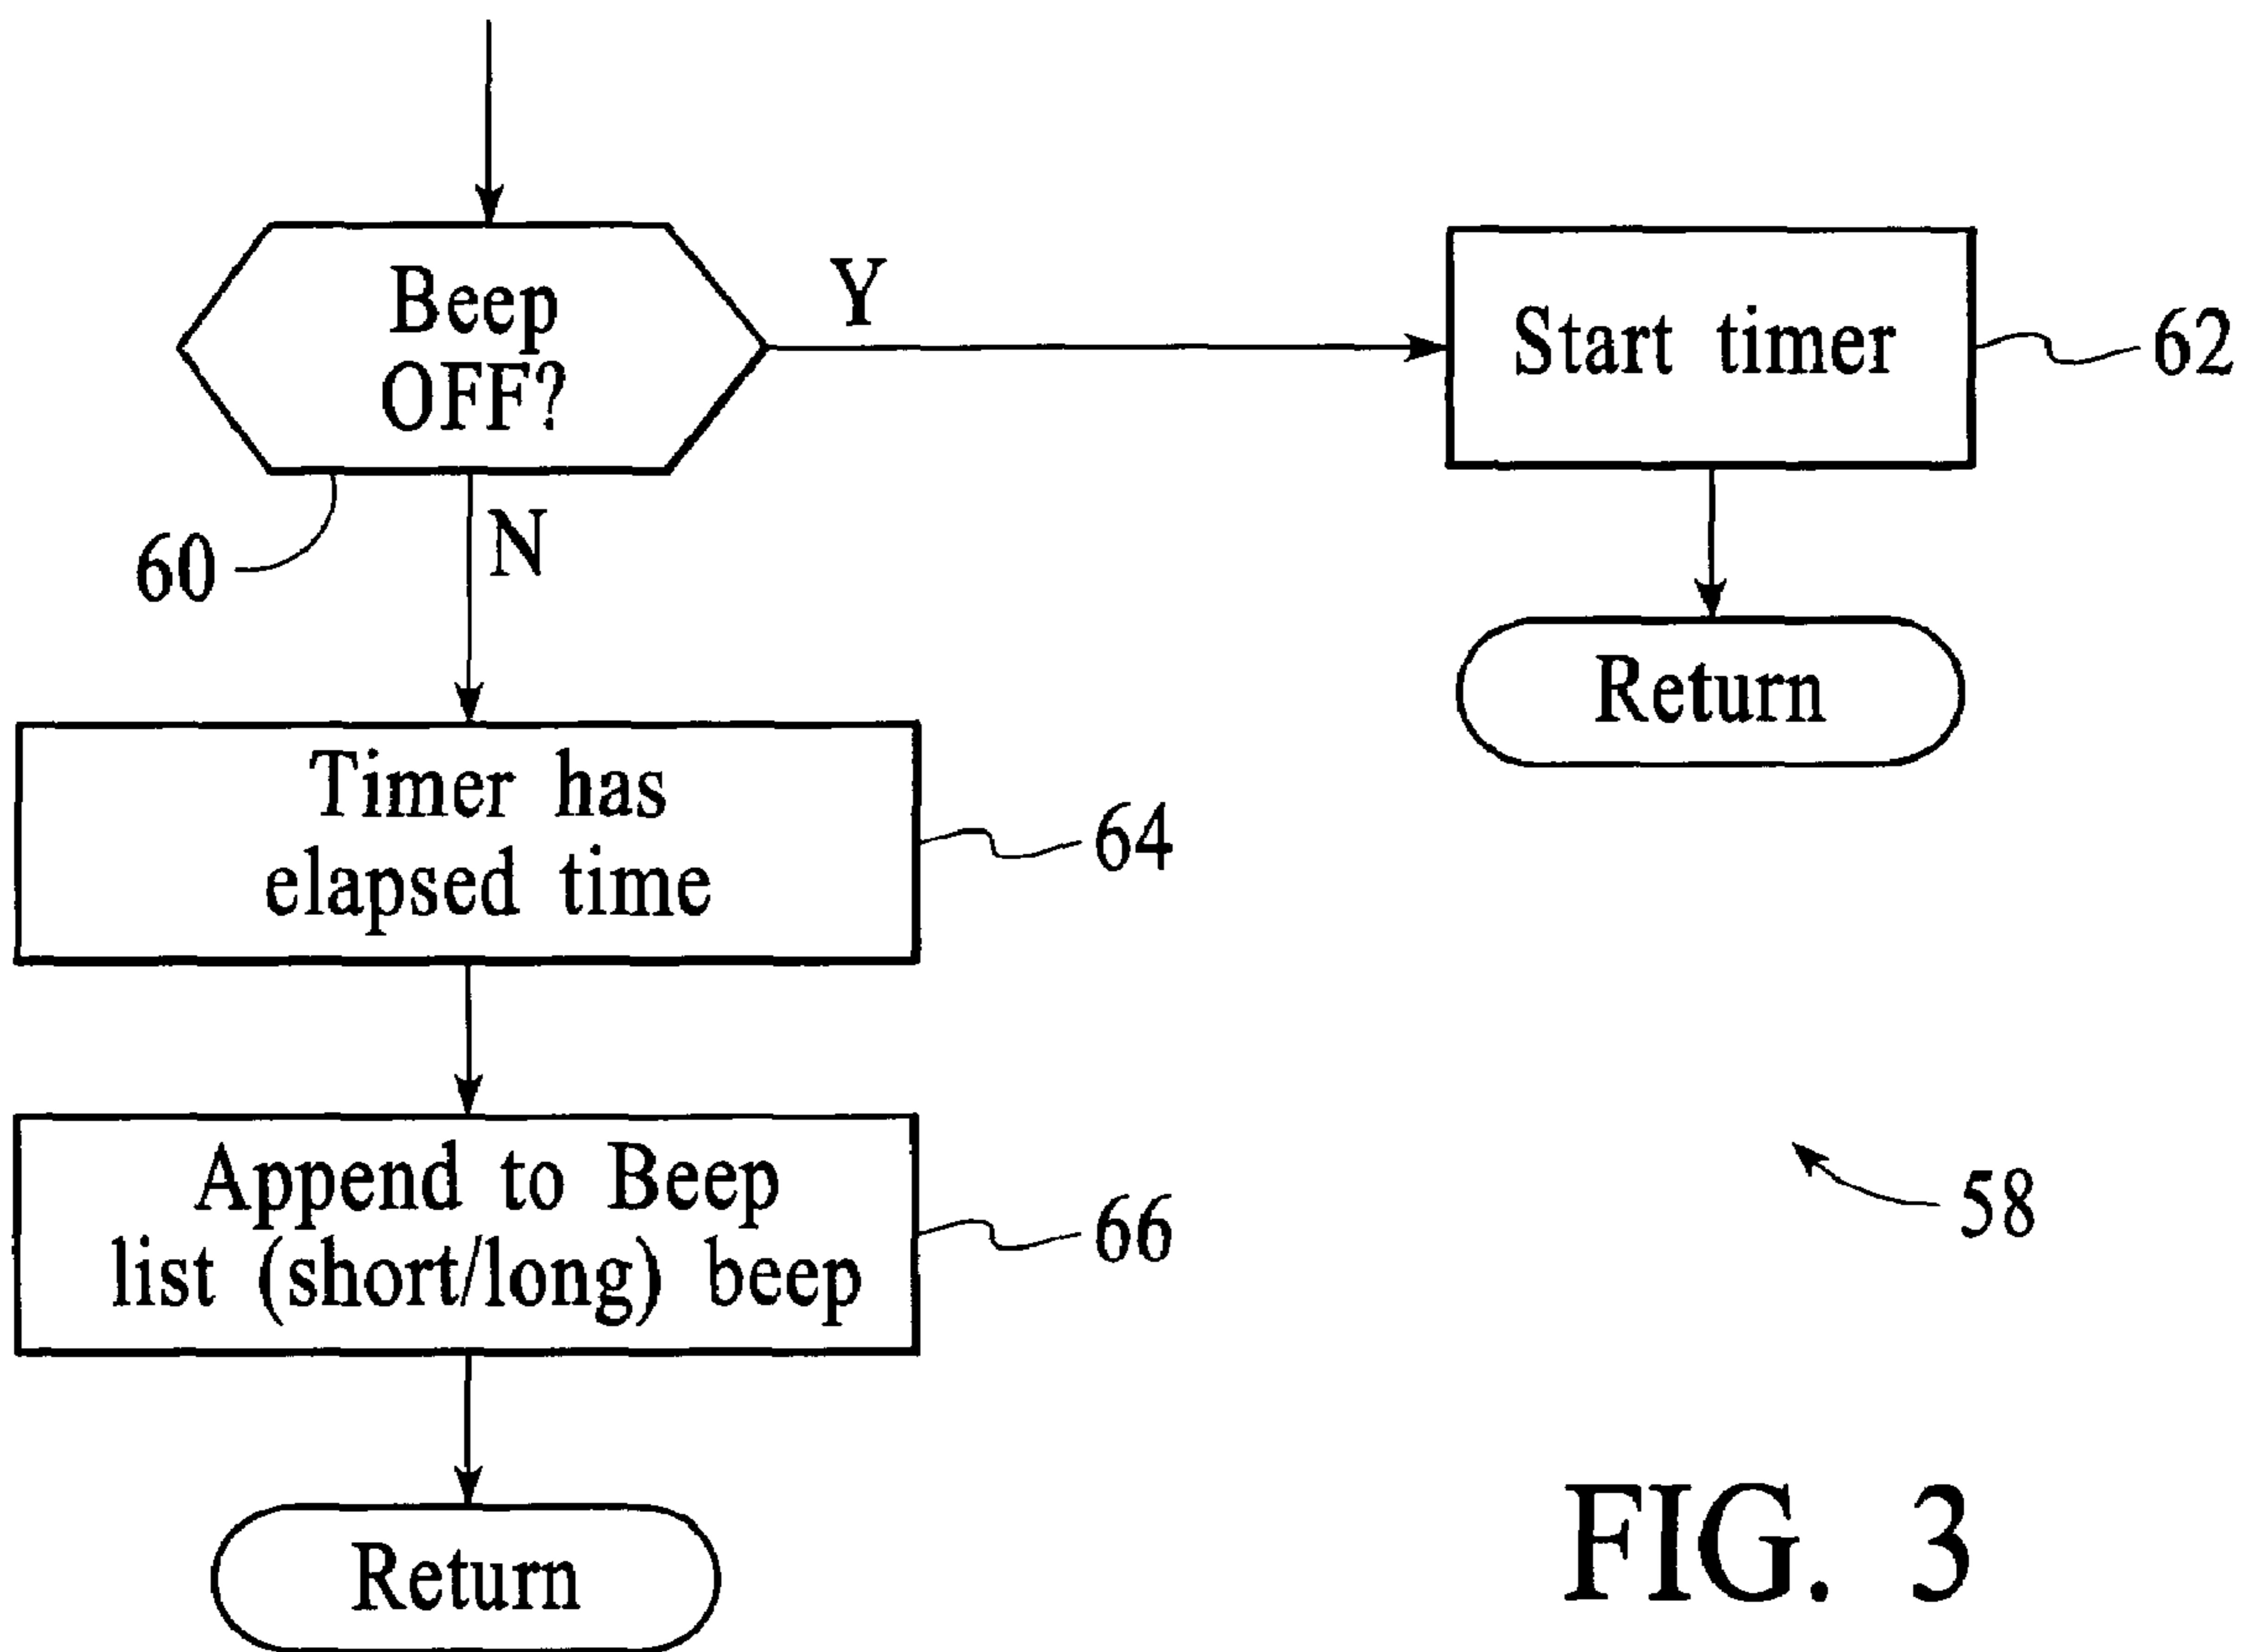 Beep
OFF?
Y
Start timer
62
60
N
Return
Timer has
elapsed time
64
Append to Beep
list (short/long) beep
66
58
Return
FIG. 3